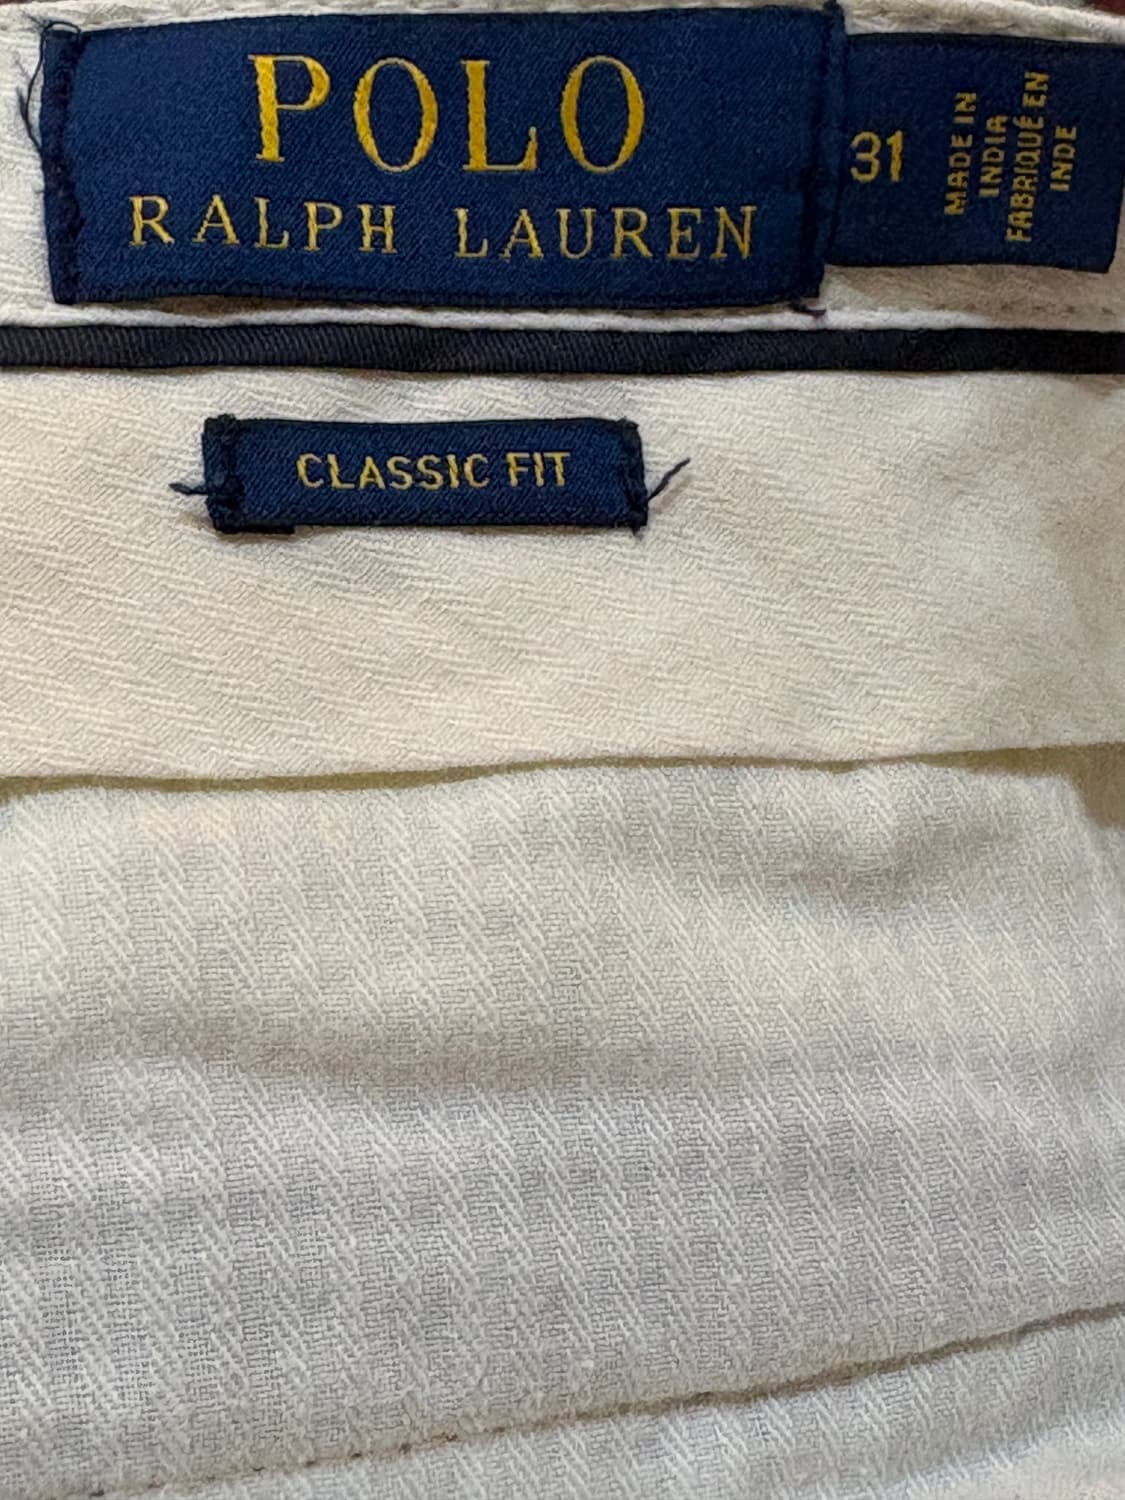 POLO
RALPH LAUREN
31
MADE IN
INDIA
FABRIQUÉ EN
INDE
CLASSIC FIT